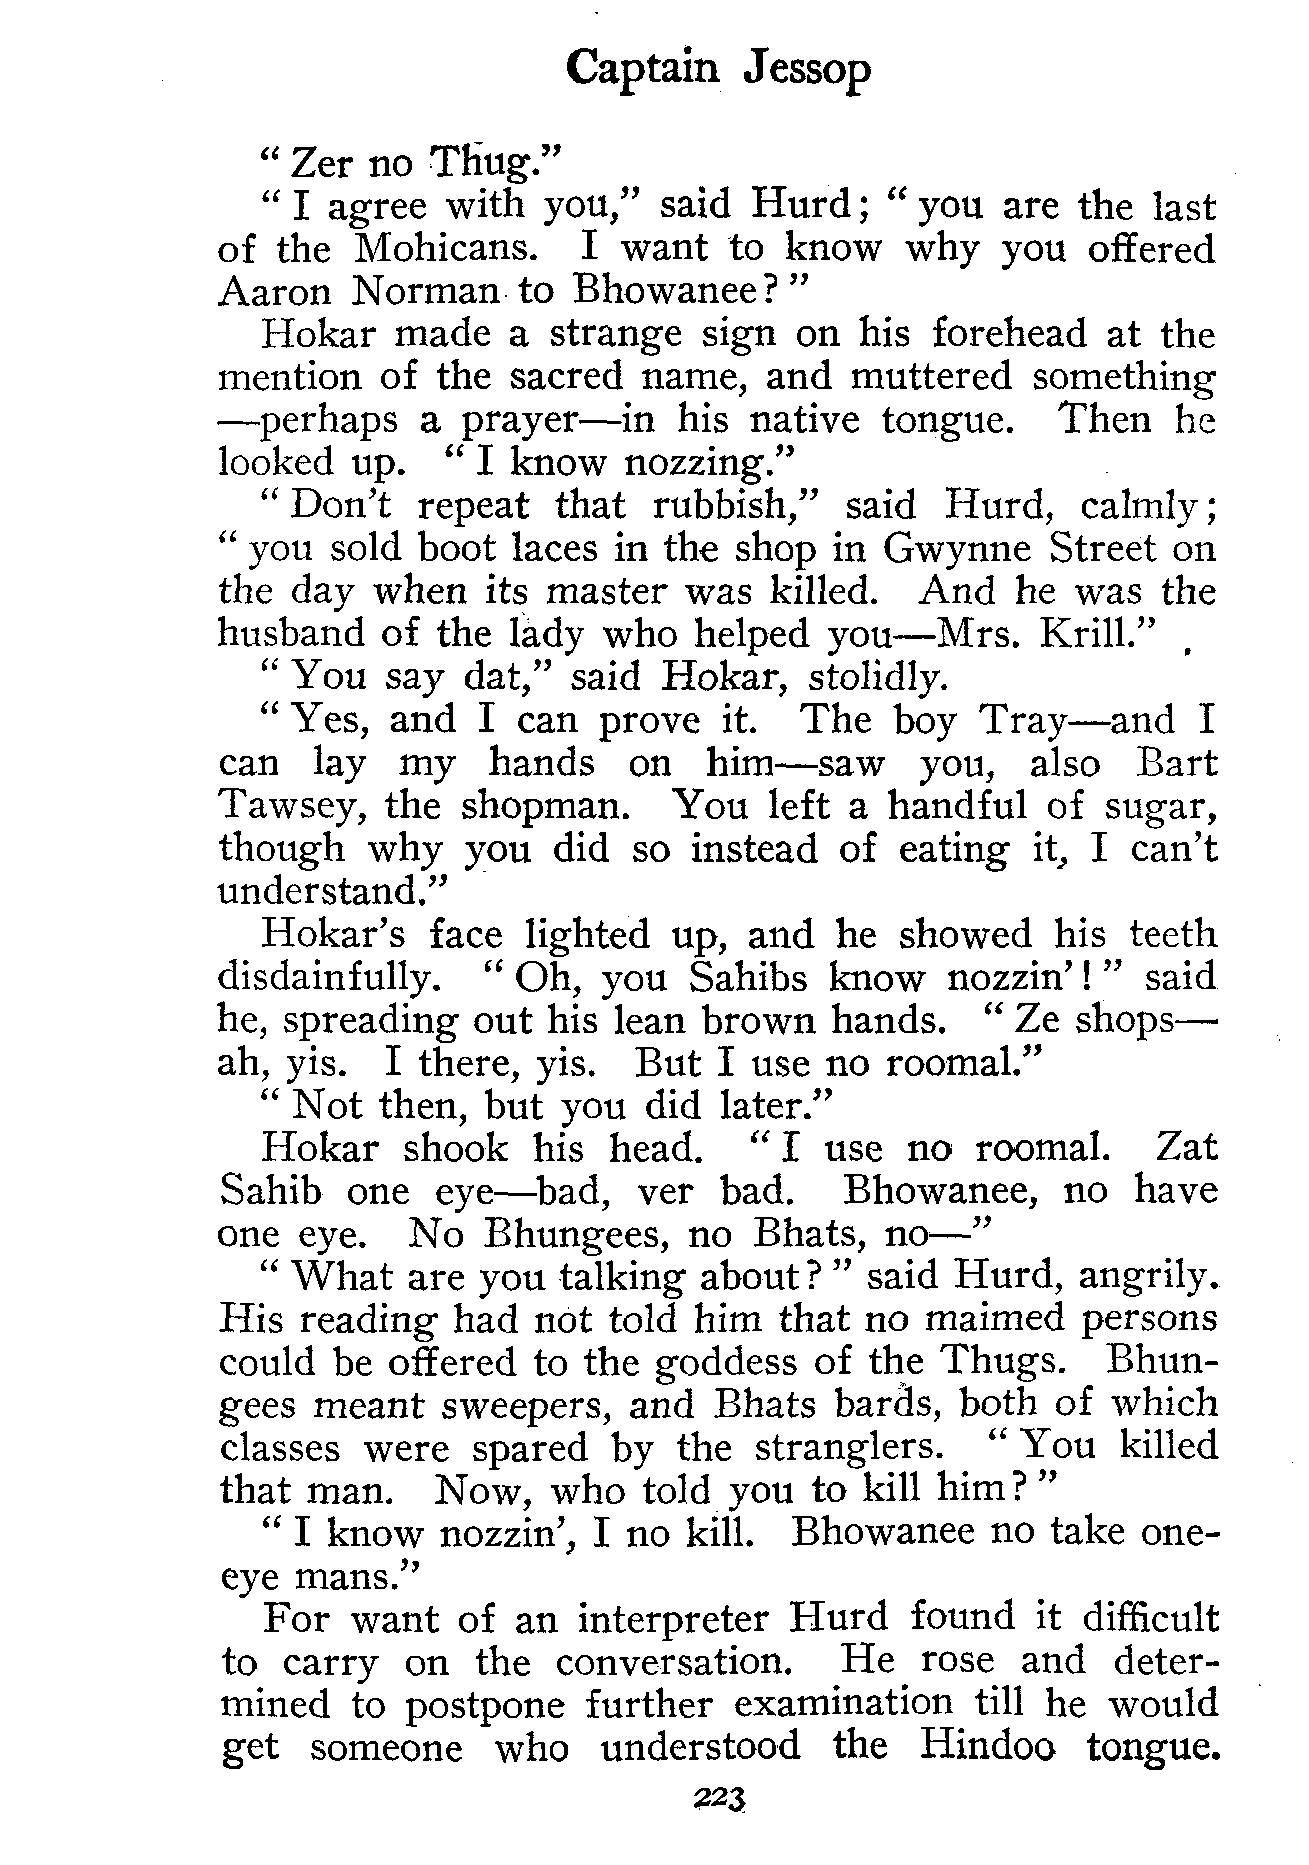 Captain Jessop
“ Zer no Thug.”
“ I agree with you,” said Hurd; “ you are the last
of the Mohicans. I want to know why you offered
Aaron Norman to Bhowanee? ”
Hokar made a strange sign on his forehead at the
mention of the sacred name, and muttered something
—perhaps a prayer—in his native tongue. Then he
looked up. “ I know nozzing.”
“ Don’t repeat that rubbish,” said Hurd, calmly;
“ you sold boot laces in the shop in Gwynne Street on
the day when its master was killed. And he was the
husband of the lady who helped you—Mrs. Krill.”
“ You say dat,” said Hokar, stolidly.
“ Yes, and I can prove it. The boy Tray—and I
can lay my hands on him—saw you, also Bart
Tawsey, the shopman. You left a handful of sugar,
though why you did so instead of eating it, I can’t
understand.”
Hokar’s face lighted up, and he showed his teeth
disdainfully. “ Oh, you Sahibs know nozzin’! ” said
he, spreading out his lean brown hands. “ Ze shops—
ah, yis. I there, yis. But I use no roomal.”
“ Not then, but you did later.”
Hokar shook his head. “ I use no roomal. Zat
Sahib one eye—bad, ver bad. Bhowanee, no have
one eye. No Bhungees, no Bhats, no—”
“ What are you talking about? ” said Hurd, angrily.
His reading had not told him that no maimed persons
could be offered to the goddess of the Thugs. Bhun-
gees meant sweepers, and Bhats bards, both of which
classes were spared by the stranglers. “ You killed
that man. Now, who told you to kill him? ”
“ I know nozzin’, I no kill. Bhowanee no take one-
eye mans.”
For want of an interpreter Hurd found it difficult
to carry on the conversation. He rose and deter-
mined to postpone further examination till he would
get someone who understood the Hindoo tongue.
223